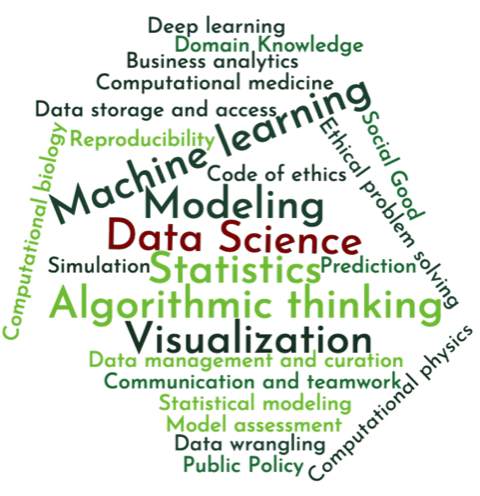 Deep learning
Domain Knowledge
Business analytics
Computational medicine
Data storage and access
Machine learning
Reproducibility
Social Good
Ethical problem solving
Computational biology
Code of ethics
Modeling
Data Science
Simulation
Statistics
Prediction
Algorithmic thinking
Visualization
Data management and curation
Communication and teamwork
Computational physics
Statistical modeling
Model assessment
Data wrangling
Public Policy